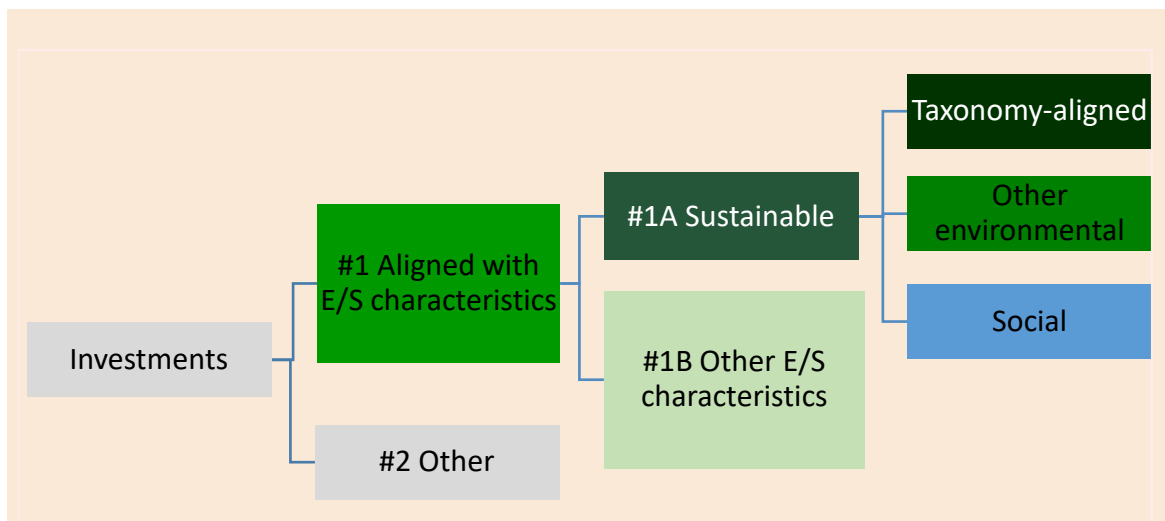 Investments
#1 Aligned with
E/S characteristics
#2 Other
#1A Sustainable
#1B Other E/S
characteristics
Taxonomy-aligned
Other
environmental
Social